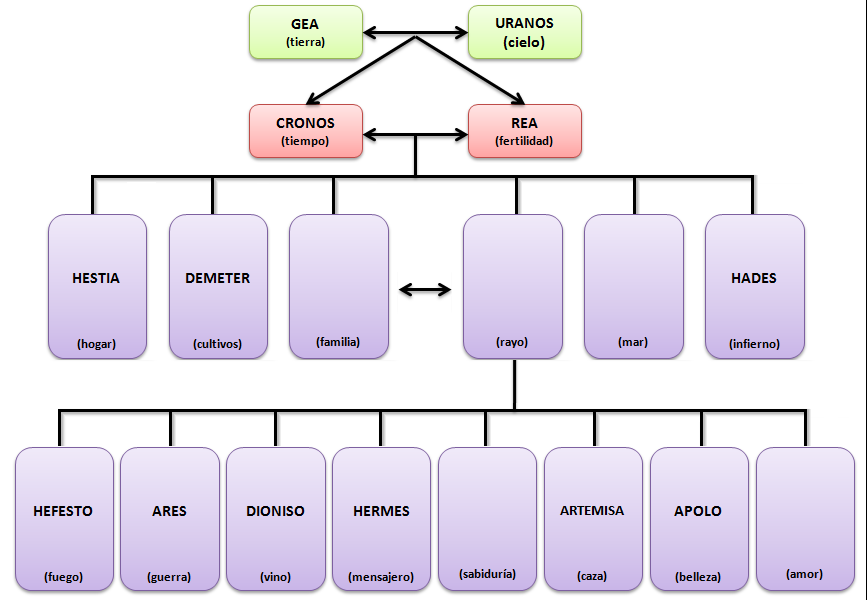 GEA
(tierra)
URANOS
(cielo)
CRONOS
(tiempo)
REA
(fertilidad)
HESTIA
(hogar)
DEMETER
(cultivos)
(familia)
(rayo)
(mar)
HADES
(infierno)
HEFESTO
(fuego)
ARES
(guerra)
DIONISO
(vino)
HERMES
(mensajero)
(sabiduría)
ARTEMISA
(caza)
APOLO
(belleza)
(amor)